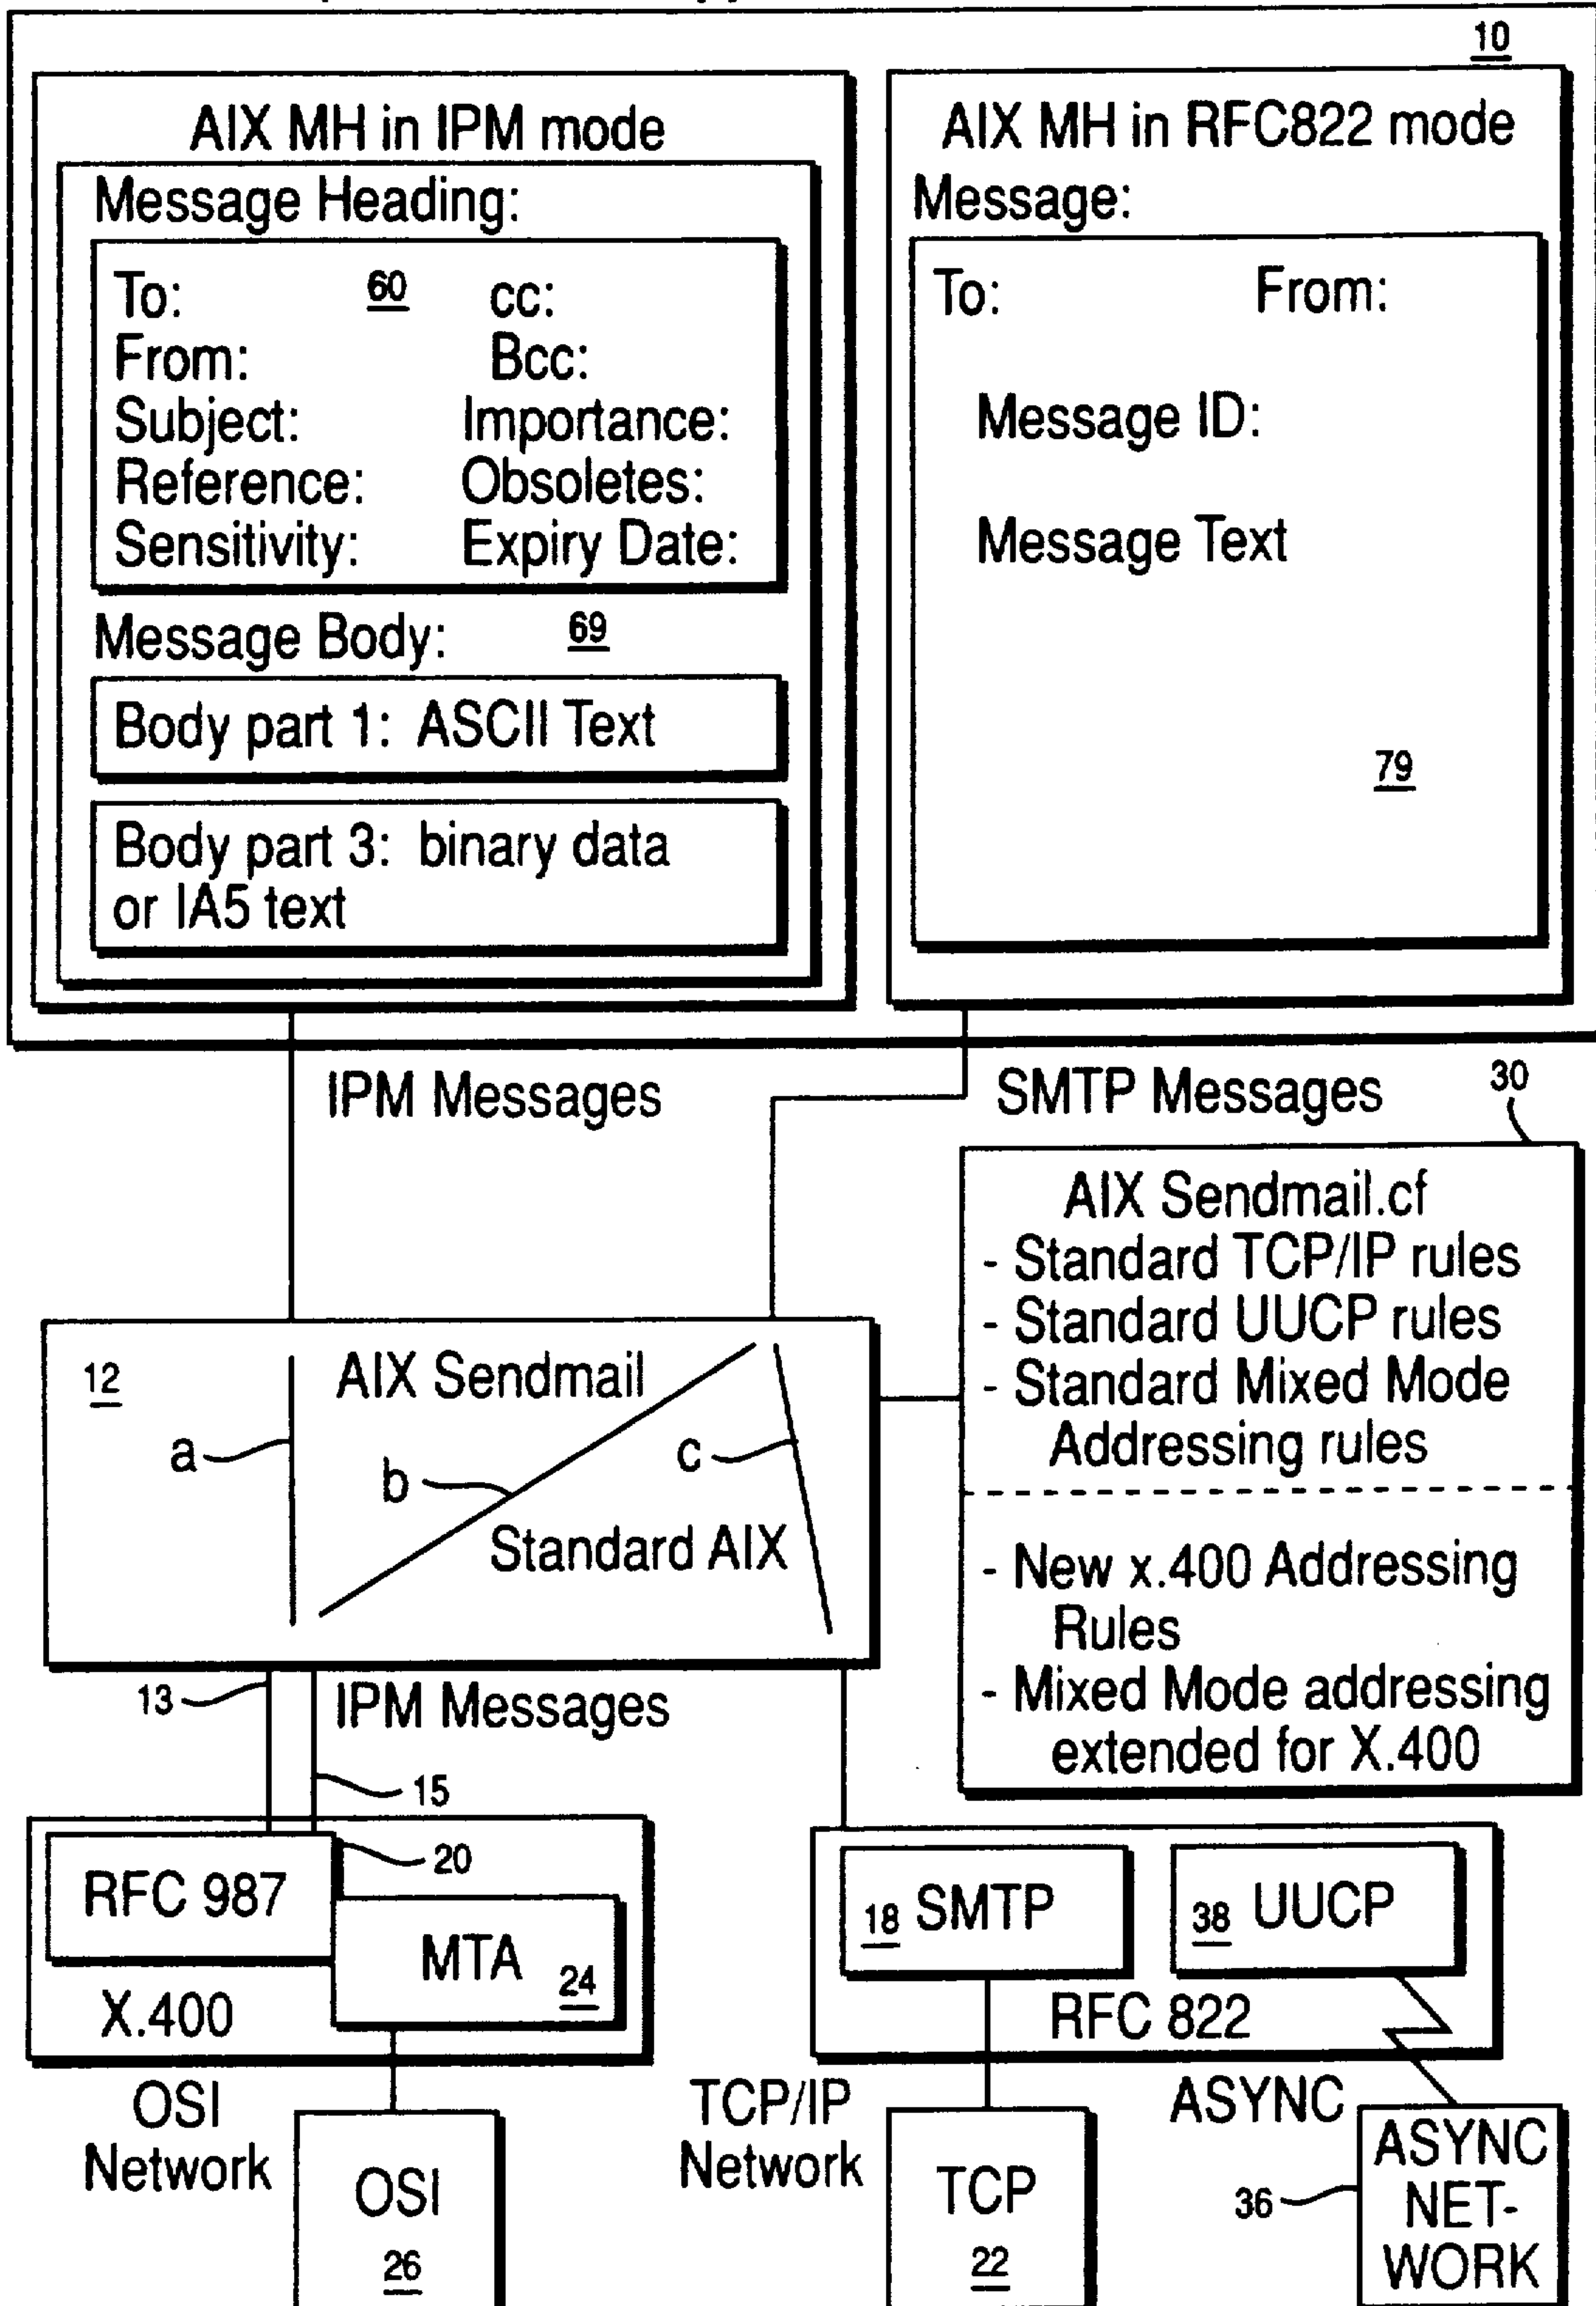 10
AIX MH in IPM mode
Message Heading:
To: 60 cc:
From: Bcc:
Subject: Importance:
Reference: Obsoletes:
Sensitivity: Expiry Date:
Message Body: 69
Body part 1: ASCII Text
Body part 3: binary data
or IA5 text
AIX MH in RFC822 mode
Message:
To: From:
Message ID:
Message Text
79
IPM Messages
SMTP Messages
30
AIX Sendmail.cf
- Standard TCP/IP rules
- Standard UUCP rules
- Standard Mixed Mode
Addressing rules
- New x.400 Addressing
Rules
- Mixed Mode addressing
extended for X.400
12
AIX Sendmail
a
b
c
Standard AIX
13
IPM Messages
15
20
RFC 987
MTA 24
X.400
18 SMTP
38 UUCP
RFC 822
OSI
Network
OSI
26
TCP/IP
Network
TCP
22
ASYNC
36
ASYNC
NET-
WORK